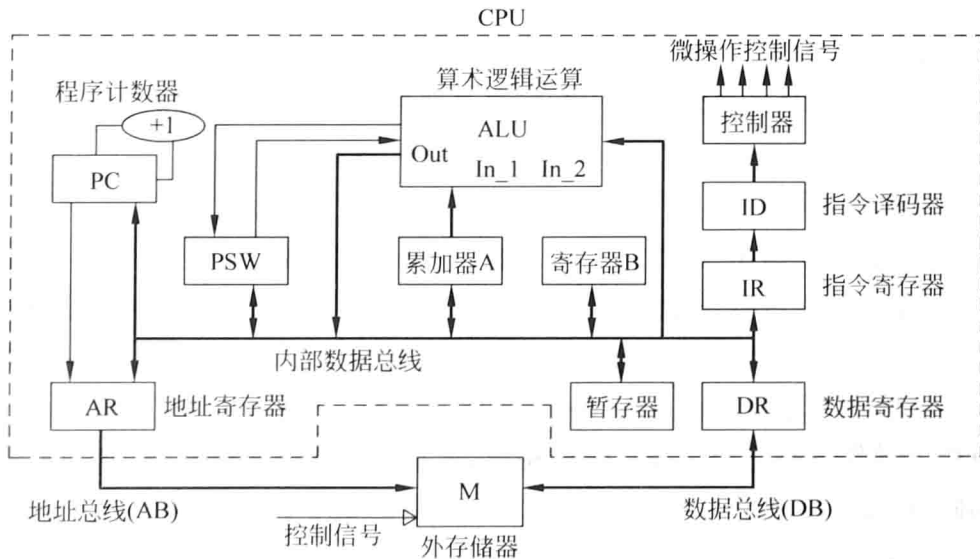 CPU
微操作控制信号
程序计数器
算术逻辑运算
+1
ALU
控制器
Out
In_1 In_2
PC
ID
指令译码器
PSW
累加器A
寄存器B
IR
指令寄存器
内部数据总线
AR
地址寄存器
暂存器
DR
数据寄存器
M
地址总线(AB)
数据总线(DB)
控制信号
外存储器